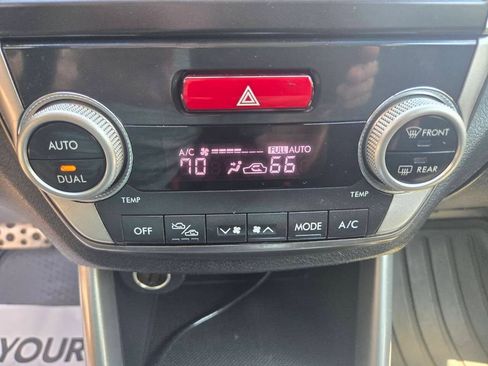 AUTO
DUAL
A/C FULL AUTO
70 66
FRONT
REAR
TEMP
TEMP
OFF
MODE
A/C
YOUR